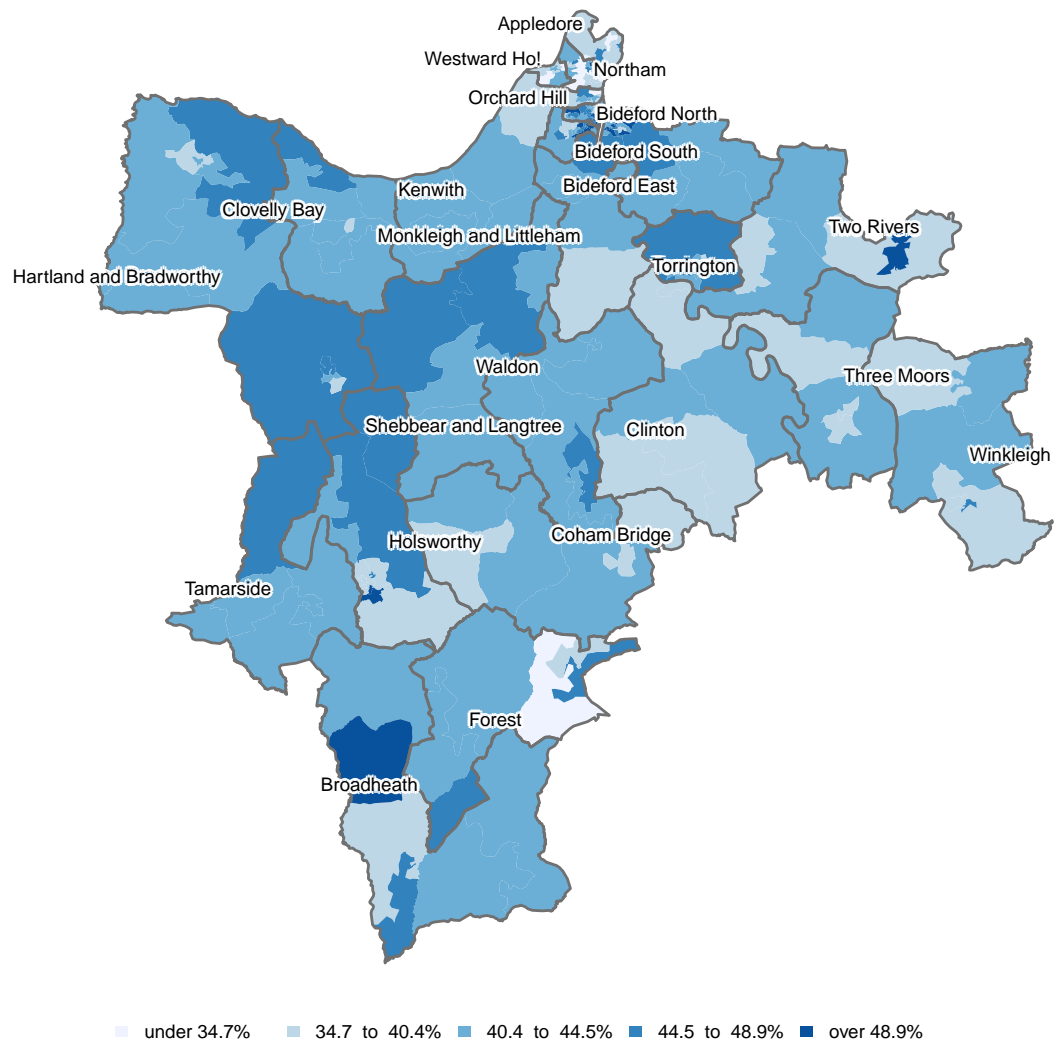 Appledore
Westward Ho!
Northam
Orchard Hill
Bideford North
Bideford South
Bideford East
Kenwith
Clovelly Bay
Two Rivers
Monkleigh and Littleham
Torrington
Hartland and Bradworthy
Waldon
Three Moors
Shebbear and Langtree
Clinton
Winkleigh
Coham Bridge
Holsworthy
Tamarside
Forest
Broadheath
under 34.7% 34.7 to 40.4% 40.4 to 44.5% 44.5 to 48.9% over 48.9%